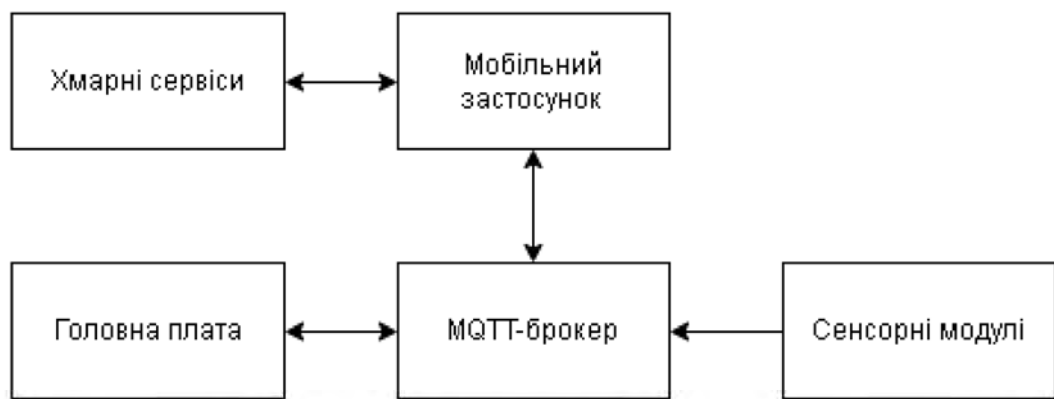 Хмарні сервіси
Мобільний
застосунок
Головна плата
MQTT-брокер
Сенсорні модулі